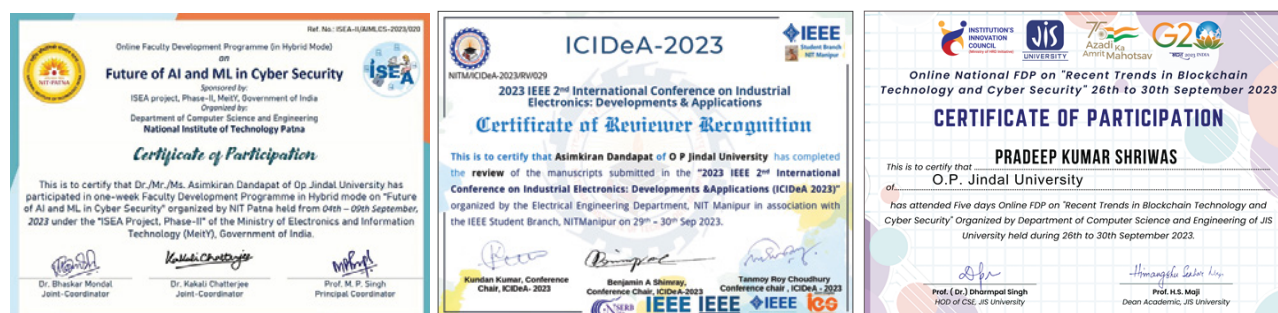 Ref. No.: ISEA-II/AIMLCS-2023/020
Online Faculty Development Programme (in Hybrid Mode)
on
Future of AI and ML in Cyber Security
Sponsored by:
ISEA project, Phase-II, MeitY, Government of India
Organized by:
Department of Computer Science and Engineering
National Institute of Technology Patna
NIT-PATNA
ISEA
Certificate of Participation
This is to certify that Dr./Mr./Ms. Asimkiran Dandapat of Op Jindal University has
participated in one-week Faculty Development Programme in Hybrid mode on "Future
of AI and ML in Cyber Security" organized by NIT Patna held from 04th – 09th September,
2023 under the "ISEA Project, Phase-II" of the Ministry of Electronics and Information
Technology (MeitY), Government of India.
Dr. Bhaskar Mondal
Joint-Coordinator
Kakali Chatterjee
Dr. Kakali Chatterjee
Joint-Coordinator
Prof. M. P. Singh
Principal Coordinator
ICIDeA-2023
IEEE
Student Branch
NIT Manipur
NITM/ICIDeA-2023/RV/029
2023 IEEE 2nd International Conference on Industrial
Electronics: Developments & Applications
Certificate of Reviewer Recognition
This is to certify that Asimkiran Dandapat of O P Jindal University has completed
the review of the manuscripts submitted in the "2023 IEEE 2nd International
Conference on Industrial Electronics: Developments &Applications (ICIDeA 2023)"
organized by the Electrical Engineering Department, NIT Manipur in association with
the IEEE Student Branch, NITManipur on 29th – 30th Sep 2023.
Kundan Kumar, Conference
Chair, ICIDeA- 2023
Benjamin A Shimray,
Conference Chair, ICIDeA-2023
Tanmoy Roy Choudhury
Conference chair , ICIDeA - 2023
SERB
IEEE IEEE IEEE ies
INSTITUTION'S
INNOVATION
COUNCIL
JIS
UNIVERSITY
75
Azadi Ka
Amrit Mahotsav
G20
Online National FDP on "Recent Trends in Blockchain
Technology and Cyber Security" 26th to 30th September 2023
CERTIFICATE OF PARTICIPATION
This is to certify that PRADEEP KUMAR SHRIWAS
of O.P. Jindal University
has attended Five days Online FDP on "Recent Trends in Blockchain Technology and
Cyber Security" Organized by Department of Computer Science and Engineering of JIS
University held during 26th to 30th September 2023.
Prof. ( Dr.) Dharmpal Singh
HOD of CSE, JIS University
Prof. H.S. Maji
Dean Academic, JIS University